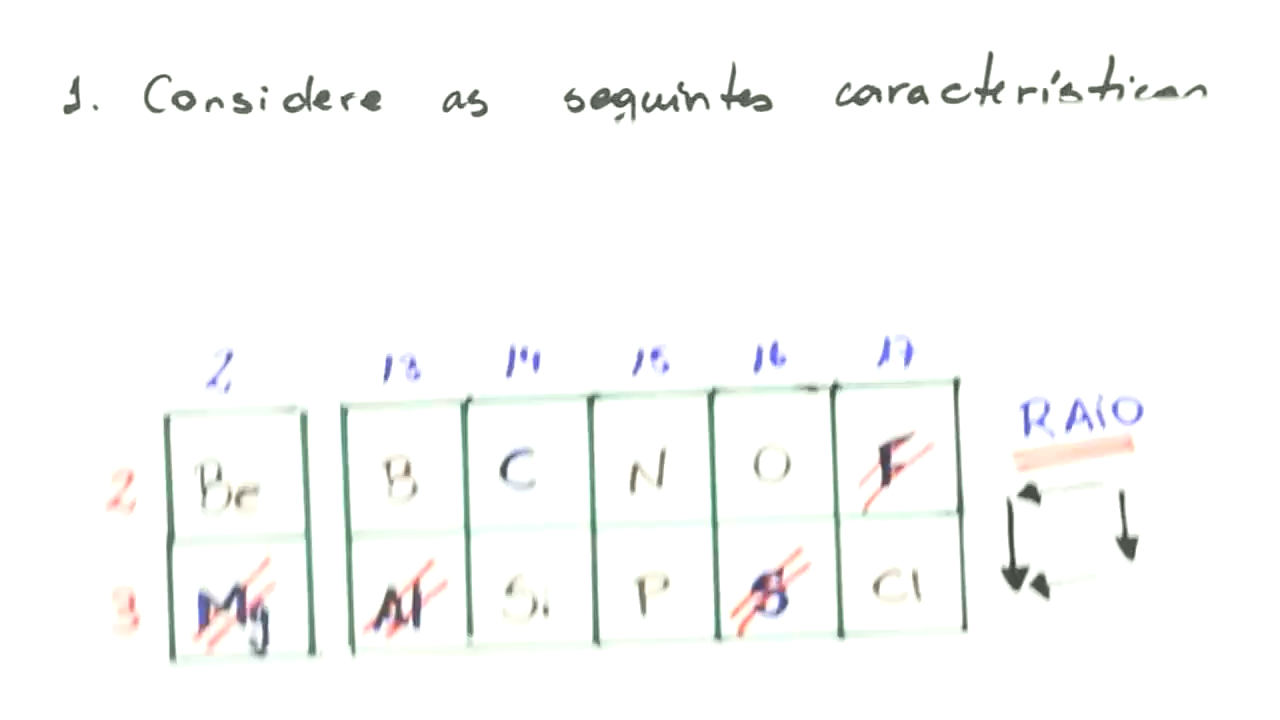 1. Considere as seguintes características
2 13 14 15 16 17
RAIO
2 Be B C N O F
3 Mg Al Si P S Cl